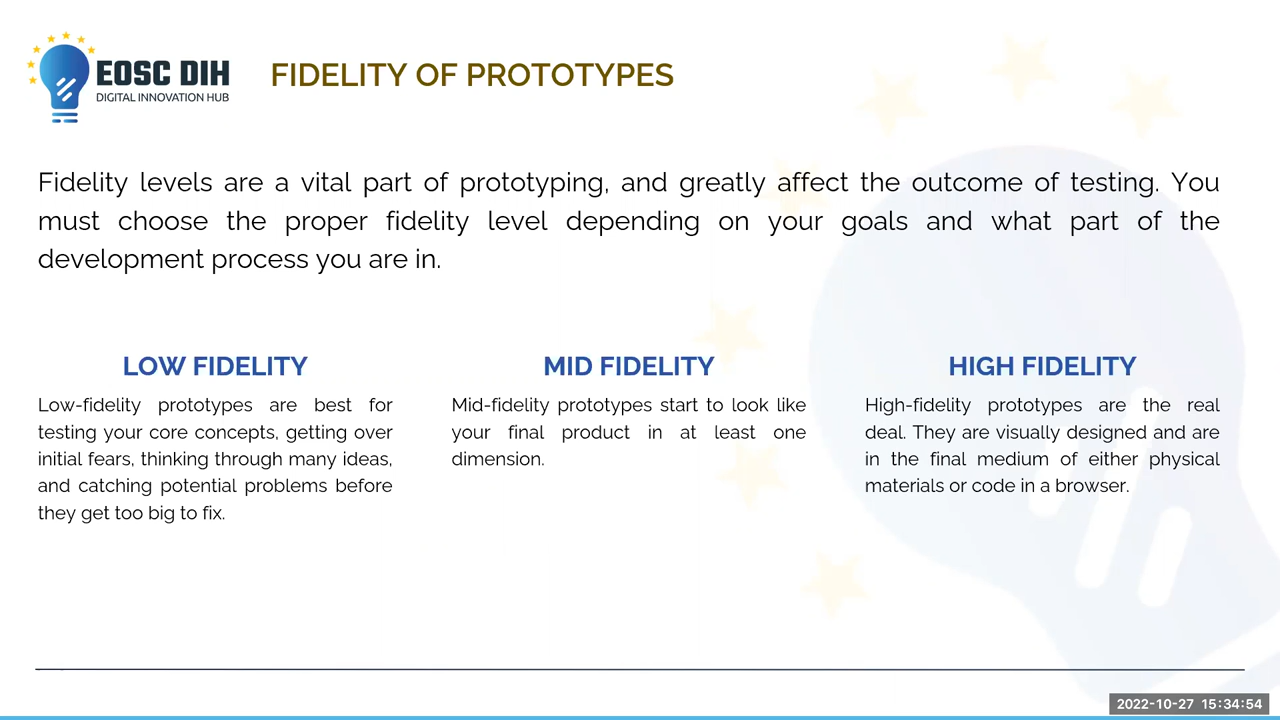 EOSC DIH
DIGITAL INNOVATION HUB
FIDELITY OF PROTOTYPES
Fidelity levels are a vital part of prototyping, and greatly affect the outcome of testing. You
must choose the proper fidelity level depending on your goals and what part of the
development process you are in.
LOW FIDELITY
Low-fidelity prototypes are best for
testing your core concepts, getting over
initial fears, thinking through many ideas,
and catching potential problems before
they get too big to fix.
MID FIDELITY
Mid-fidelity prototypes start to look like
your final product in at least one
dimension.
HIGH FIDELITY
High-fidelity prototypes are the real
deal. They are visually designed and are
in the final medium of either physical
materials or code in a browser.
2022-10-27 15:34:54